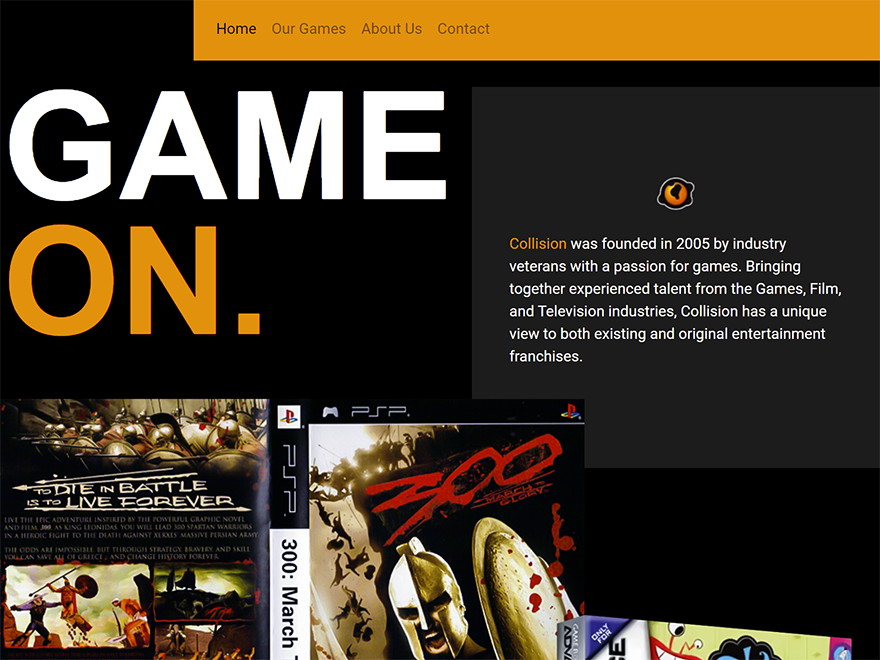 Home Our Games About Us Contact
GAME
ON.
Collision was founded in 2005 by industry
veterans with a passion for games. Bringing
together experienced talent from the Games, Film,
and Television industries, Collision has a unique
view to both existing and original entertainment
franchises.
TO DIE IN BATTLE
IS TO LIVE FOREVER
LIVE THE EPIC ADVENTURE INSPIRED BY THE POWERFUL GRAPHIC NOVEL
AND FILM, 300. AS KING LEONIDAS, YOU WILL LEAD 300 SPARTAN WARRIORS
IN A HEROIC FIGHT TO THE DEATH AGAINST XERXES' MASSIVE PERSIAN ARMY.
THE ODDS ARE IMPOSSIBLE, BUT THROUGH STRATEGY, BRAVERY AND SKILL
YOU CAN SAVE ALL OF GREECE , AND CHANGE HISTORY FOREVER.
PSP
300: March
PSP
300
MARCH TO
GLORY
ONLY
FOR